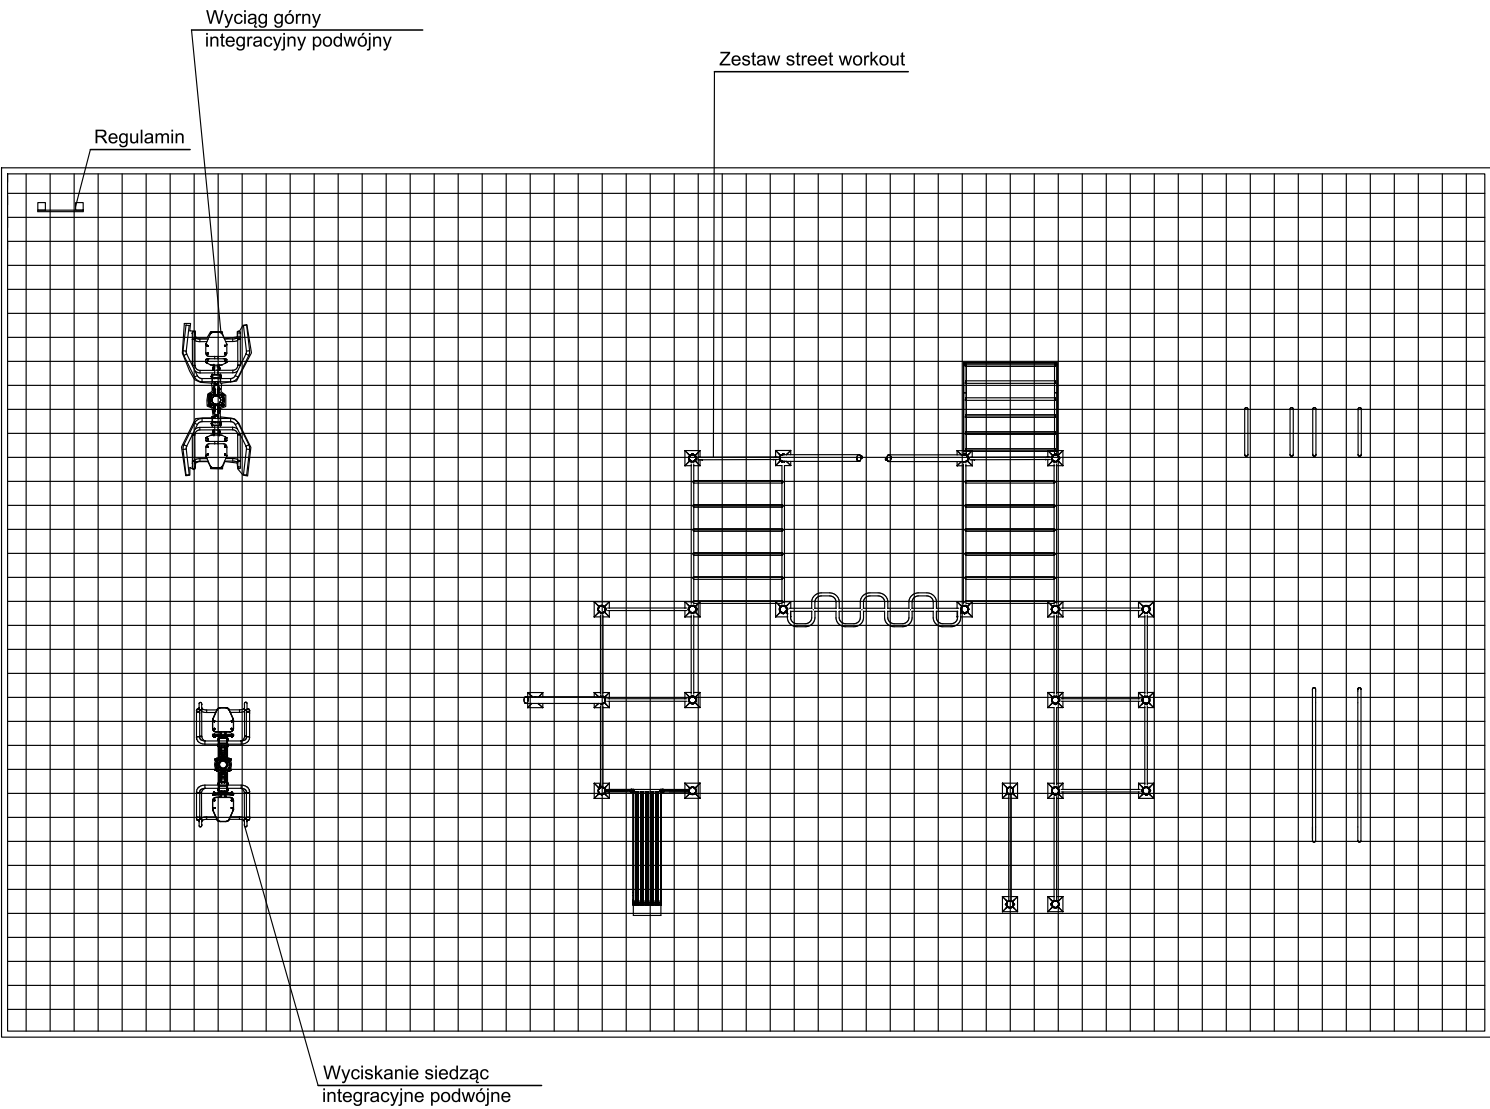 Wyciąg górny
integracyjny podwójny
Zestaw street workout
Regulamin
Wyciskanie siedząc
integracyjne podwójne